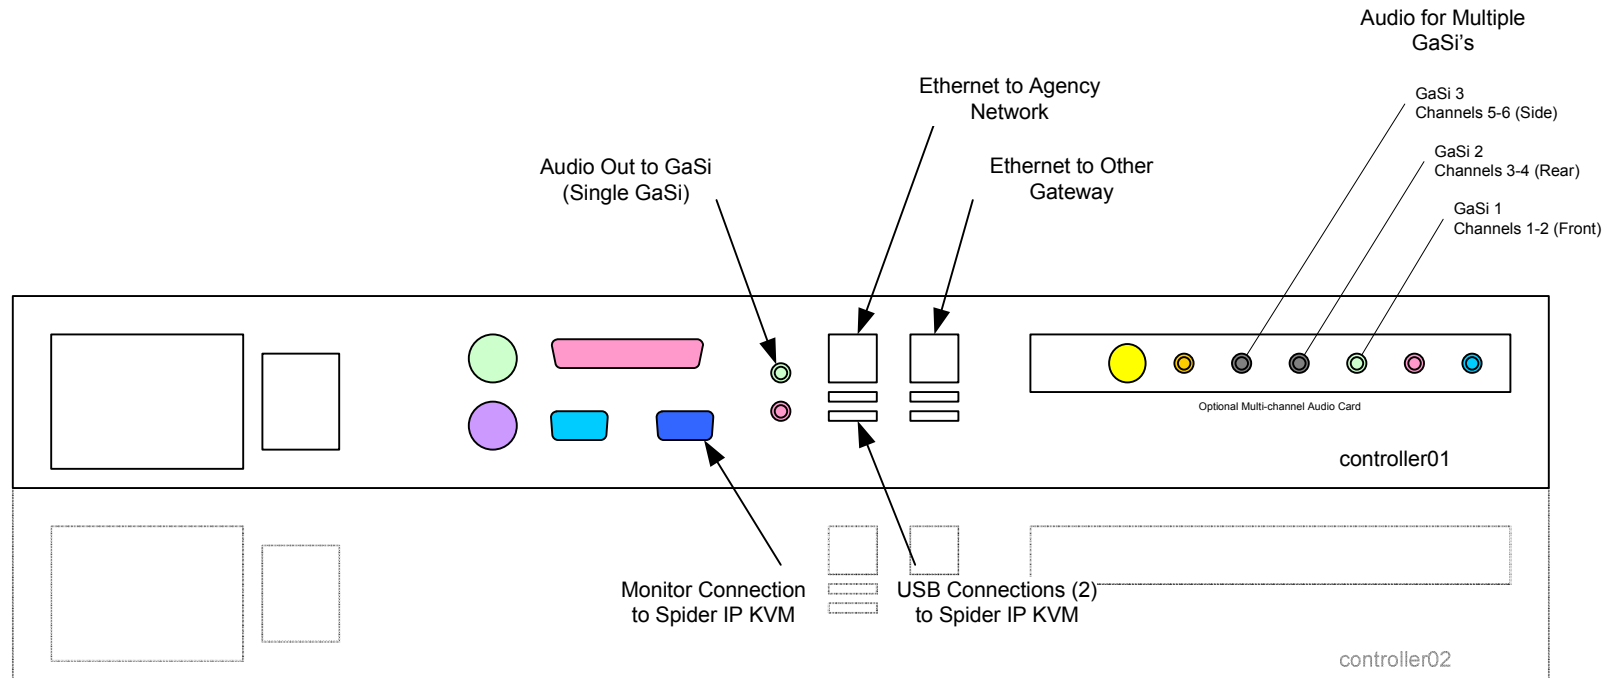 Audio for Multiple
GaSi's
GaSi 3
Channels 5-6 (Side)
Ethernet to Agency
Network
GaSi 2
Channels 3-4 (Rear)
Audio Out to GaSi
(Single GaSi)
Ethernet to Other
Gateway
GaSi 1
Channels 1-2 (Front)
Optional Multi-channel Audio Card
controller01
Monitor Connection
to Spider IP KVM
USB Connections (2)
to Spider IP KVM
controller02